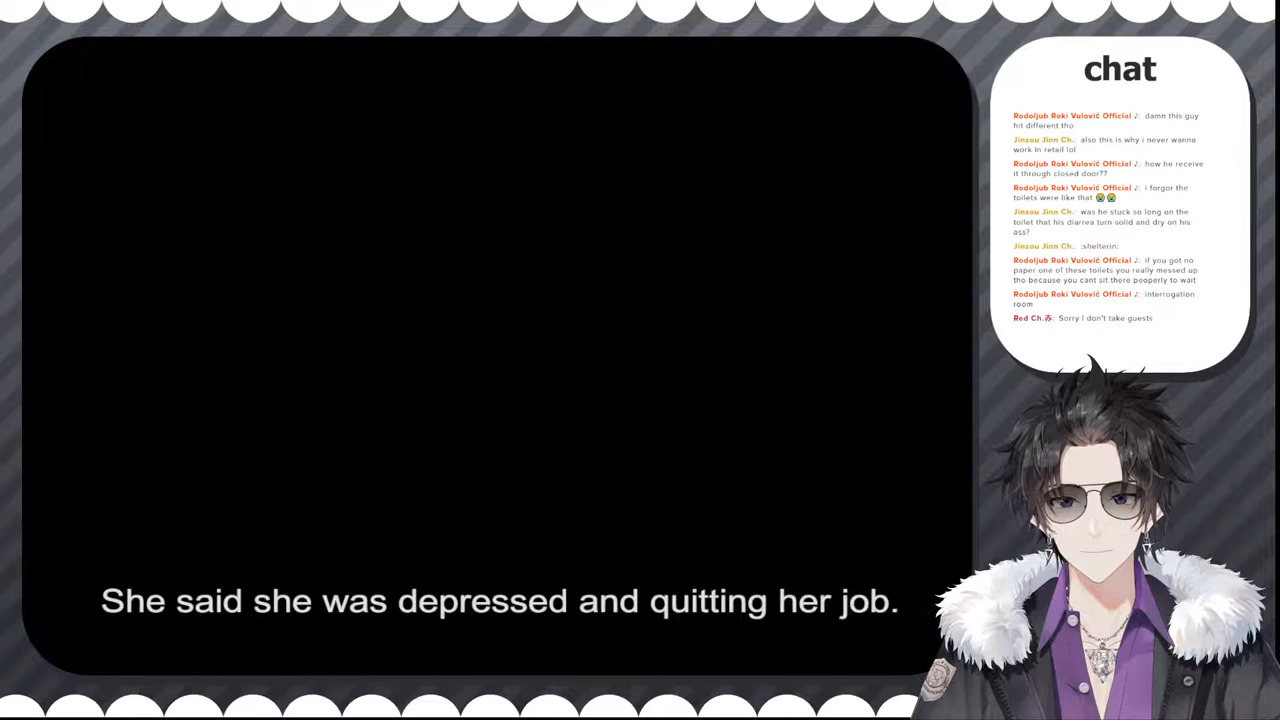 chat
Rodoljub Roki Vulović Official ♪: damn this guy
hit different tho
Jinzou Jinn Ch.: also this is why i never wanna
work in retail lol
Rodoljub Roki Vulović Official ♪: how he receive
it through closed door??
Rodoljub Roki Vulović Official ♪: i forgor the
toilets were like that 😭😭
Jinzou Jinn Ch.: was he stuck so long on the
toilet that his diarrea turn solid and dry on his
ass?
Jinzou Jinn Ch.: :shelterin:
Rodoljub Roki Vulović Official ♪: if you got no
paper one of these toilets you really messed up
tho because you cant sit there peoperly to wait
Rodoljub Roki Vulović Official ♪: interrogation
room
Red Ch.赤: Sorry I don't take guests
She said she was depressed and quitting her job.